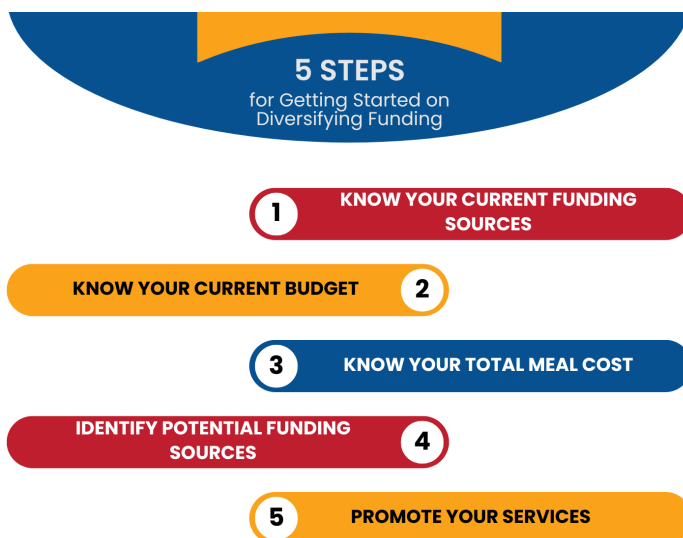 5 STEPS
for Getting Started on
Diversifying Funding
1
KNOW YOUR CURRENT FUNDING
SOURCES
KNOW YOUR CURRENT BUDGET
2
3
KNOW YOUR TOTAL MEAL COST
IDENTIFY POTENTIAL FUNDING
SOURCES
4
5
PROMOTE YOUR SERVICES